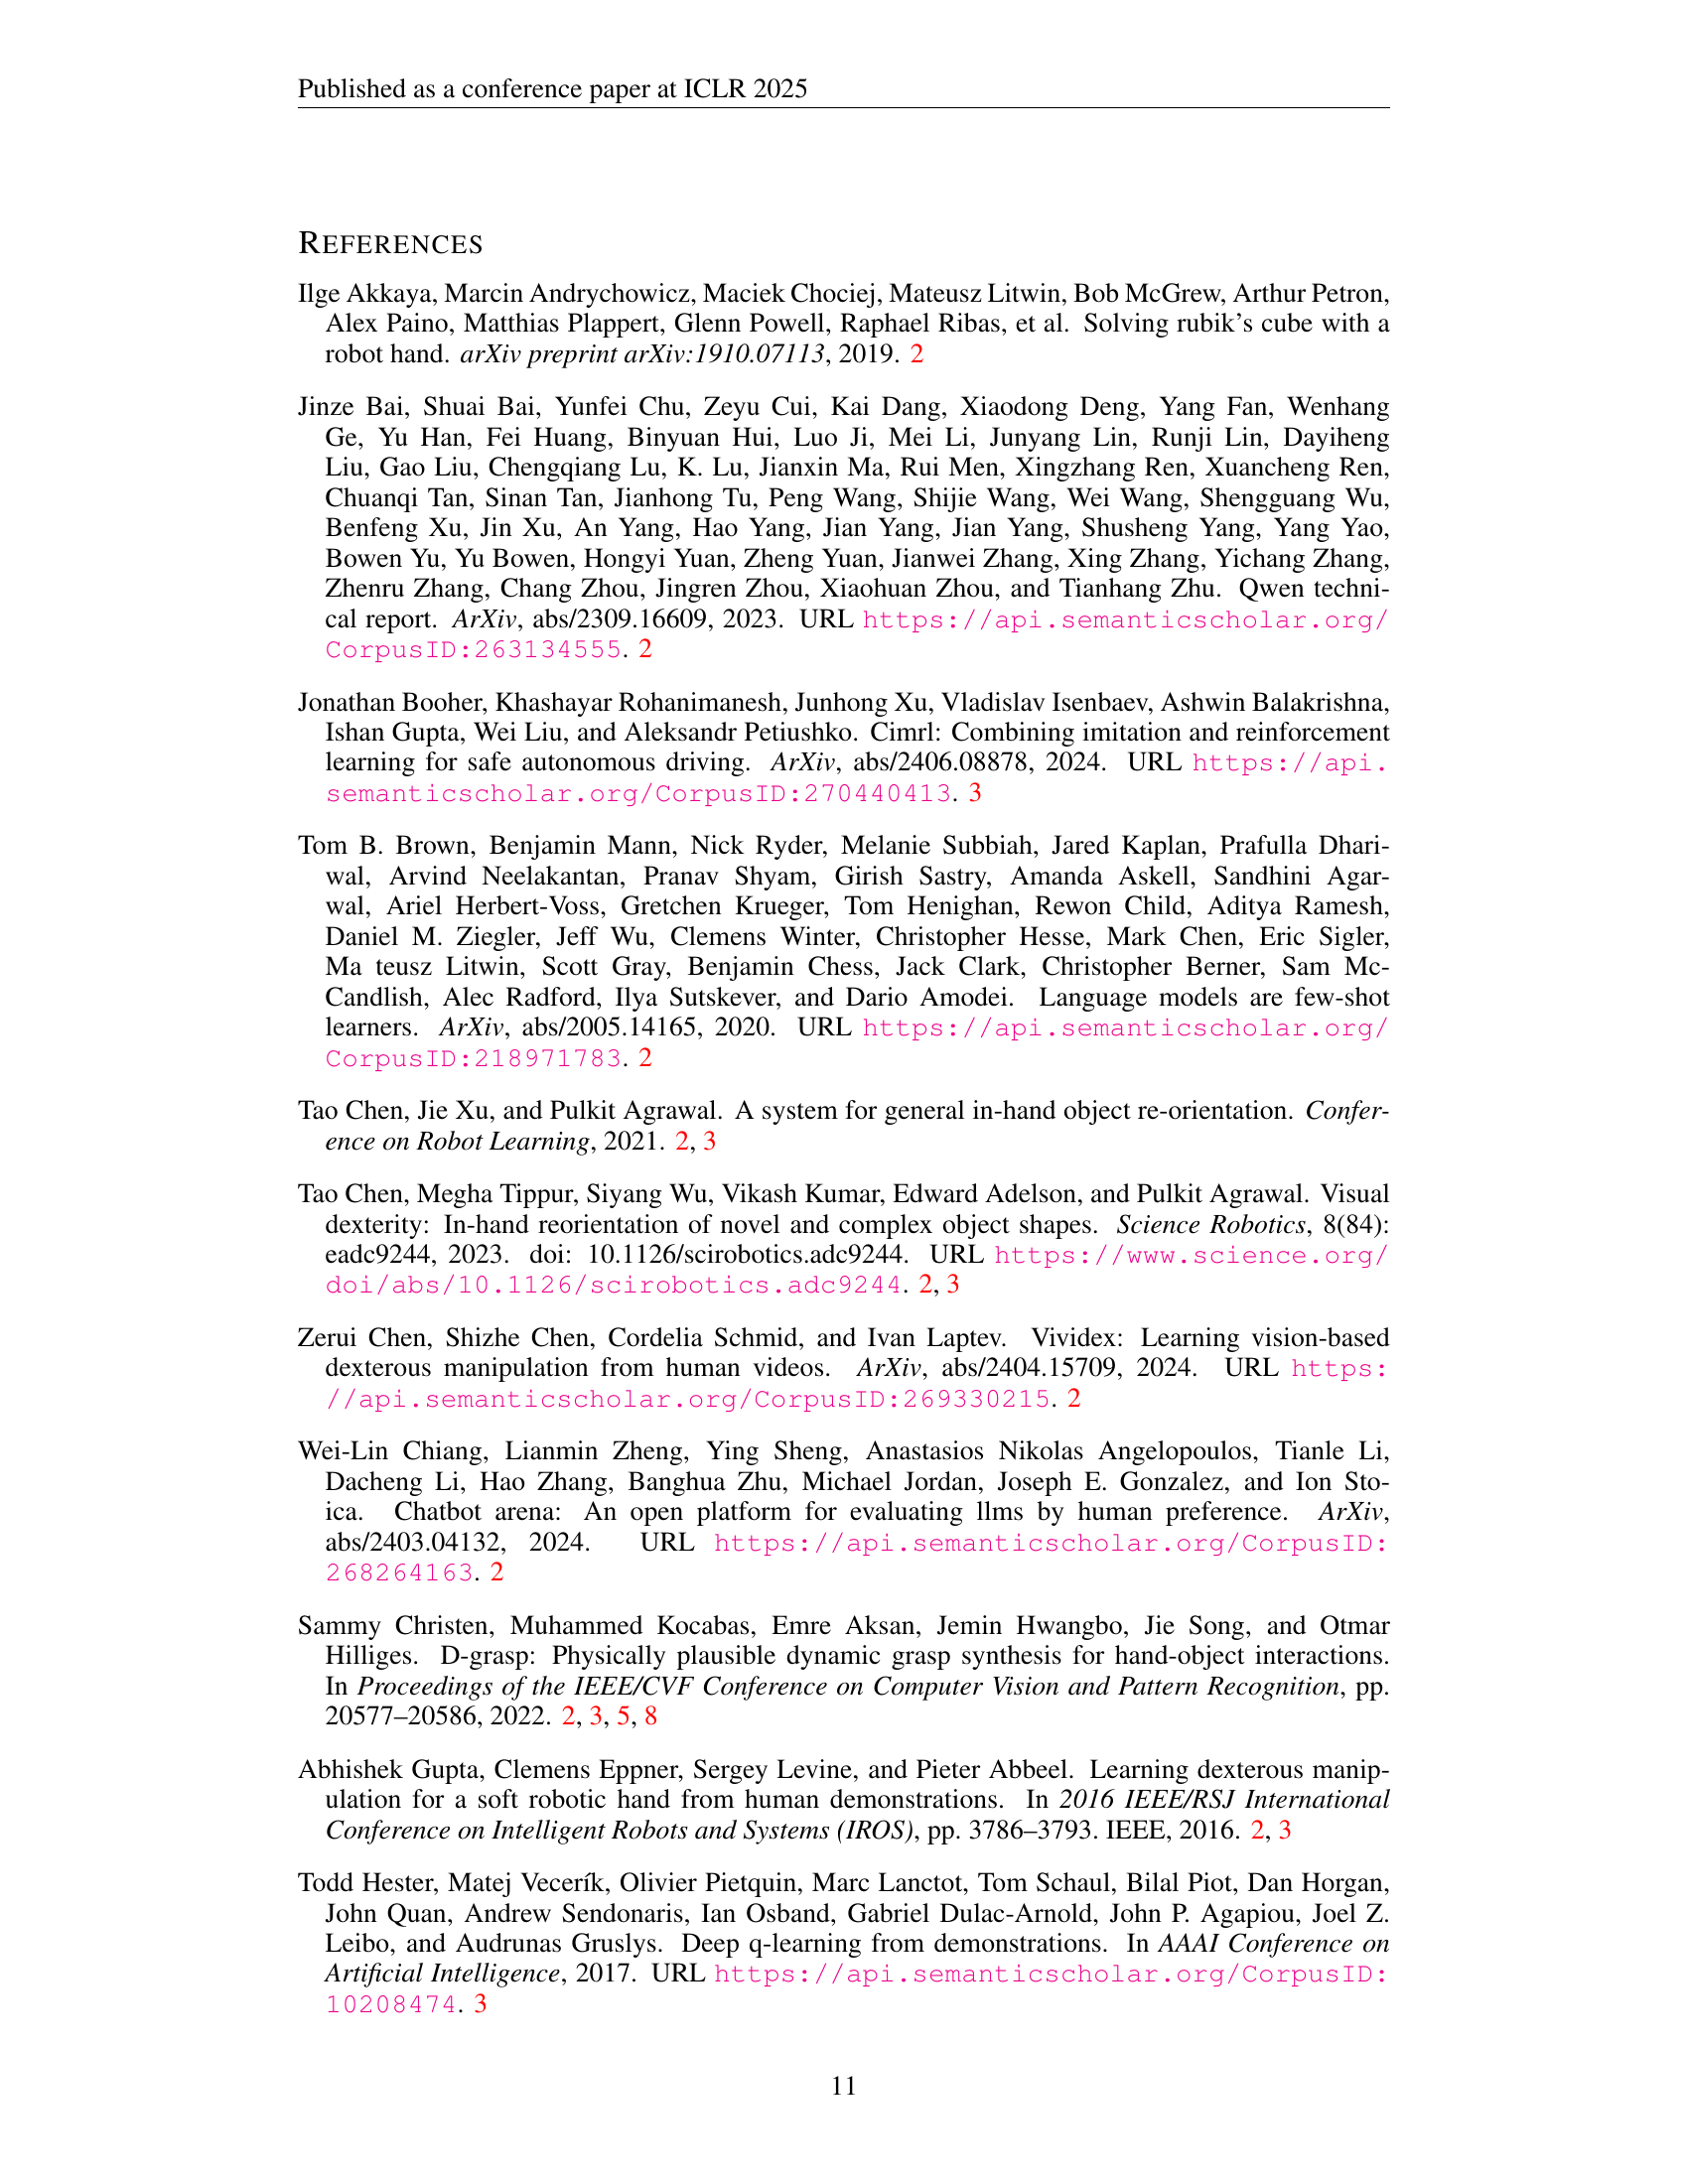 Published as a conference paper at ICLR 2025
REFERENCES
Ilge Akkaya, Marcin Andrychowicz, Maciek Chociej, Mateusz Litwin, Bob McGrew, Arthur Petron,
Alex Paino, Matthias Plappert, Glenn Powell, Raphael Ribas, et al. Solving rubik's cube with a
robot hand. arXiv preprint arXiv:1910.07113, 2019. 2
Jinze Bai, Shuai Bai, Yunfei Chu, Zeyu Cui, Kai Dang, Xiaodong Deng, Yang Fan, Wenhang
Ge, Yu Han, Fei Huang, Binyuan Hui, Luo Ji, Mei Li, Junyang Lin, Runji Lin, Dayiheng
Liu, Gao Liu, Chengqiang Lu, K. Lu, Jianxin Ma, Rui Men, Xingzhang Ren, Xuancheng Ren,
Chuanqi Tan, Sinan Tan, Jianhong Tu, Peng Wang, Shijie Wang, Wei Wang, Shengguang Wu,
Benfeng Xu, Jin Xu, An Yang, Hao Yang, Jian Yang, Jian Yang, Shusheng Yang, Yang Yao,
Bowen Yu, Yu Bowen, Hongyi Yuan, Zheng Yuan, Jianwei Zhang, Xing Zhang, Yichang Zhang,
Zhenru Zhang, Chang Zhou, Jingren Zhou, Xiaohuan Zhou, and Tianhang Zhu. Qwen techni-
cal report. ArXiv, abs/2309.16609, 2023. URL https://api.semanticscholar.org/
CorpusID:263134555. 2
Jonathan Booher, Khashayar Rohanimanesh, Junhong Xu, Vladislav Isenbaev, Ashwin Balakrishna,
Ishan Gupta, Wei Liu, and Aleksandr Petiushko. Cimrl: Combining imitation and reinforcement
learning for safe autonomous driving. ArXiv, abs/2406.08878, 2024. URL https://api.
semanticscholar.org/CorpusID:270440413. 3
Tom B. Brown, Benjamin Mann, Nick Ryder, Melanie Subbiah, Jared Kaplan, Prafulla Dhari-
wal, Arvind Neelakantan, Pranav Shyam, Girish Sastry, Amanda Askell, Sandhini Agar-
wal, Ariel Herbert-Voss, Gretchen Krueger, Tom Henighan, Rewon Child, Aditya Ramesh,
Daniel M. Ziegler, Jeff Wu, Clemens Winter, Christopher Hesse, Mark Chen, Eric Sigler,
Ma teusz Litwin, Scott Gray, Benjamin Chess, Jack Clark, Christopher Berner, Sam Mc-
Candlish, Alec Radford, Ilya Sutskever, and Dario Amodei. Language models are few-shot
learners. ArXiv, abs/2005.14165, 2020. URL https://api.semanticscholar.org/
CorpusID:218971783. 2
Tao Chen, Jie Xu, and Pulkit Agrawal. A system for general in-hand object re-orientation. Confer-
ence on Robot Learning, 2021. 2, 3
Tao Chen, Megha Tippur, Siyang Wu, Vikash Kumar, Edward Adelson, and Pulkit Agrawal. Visual
dexterity: In-hand reorientation of novel and complex object shapes. Science Robotics, 8(84):
eadc9244, 2023. doi: 10.1126/scirobotics.adc9244. URL https://www.science.org/
doi/abs/10.1126/scirobotics.adc9244. 2, 3
Zerui Chen, Shizhe Chen, Cordelia Schmid, and Ivan Laptev. Vividex: Learning vision-based
dexterous manipulation from human videos. ArXiv, abs/2404.15709, 2024. URL https:
//api.semanticscholar.org/CorpusID:269330215. 2
Wei-Lin Chiang, Lianmin Zheng, Ying Sheng, Anastasios Nikolas Angelopoulos, Tianle Li,
Dacheng Li, Hao Zhang, Banghua Zhu, Michael Jordan, Joseph E. Gonzalez, and Ion Sto-
ica. Chatbot arena: An open platform for evaluating llms by human preference. ArXiv,
abs/2403.04132, 2024. URL https://api.semanticscholar.org/CorpusID:
268264163. 2
Sammy Christen, Muhammed Kocabas, Emre Aksan, Jemin Hwangbo, Jie Song, and Otmar
Hilliges. D-grasp: Physically plausible dynamic grasp synthesis for hand-object interactions.
In Proceedings of the IEEE/CVF Conference on Computer Vision and Pattern Recognition, pp.
20577–20586, 2022. 2, 3, 5, 8
Abhishek Gupta, Clemens Eppner, Sergey Levine, and Pieter Abbeel. Learning dexterous manip-
ulation for a soft robotic hand from human demonstrations. In 2016 IEEE/RSJ International
Conference on Intelligent Robots and Systems (IROS), pp. 3786–3793. IEEE, 2016. 2, 3
Todd Hester, Matej Vecerík, Olivier Pietquin, Marc Lanctot, Tom Schaul, Bilal Piot, Dan Horgan,
John Quan, Andrew Sendonaris, Ian Osband, Gabriel Dulac-Arnold, John P. Agapiou, Joel Z.
Leibo, and Audrunas Gruslys. Deep q-learning from demonstrations. In AAAI Conference on
Artificial Intelligence, 2017. URL https://api.semanticscholar.org/CorpusID:
10208474. 3
11